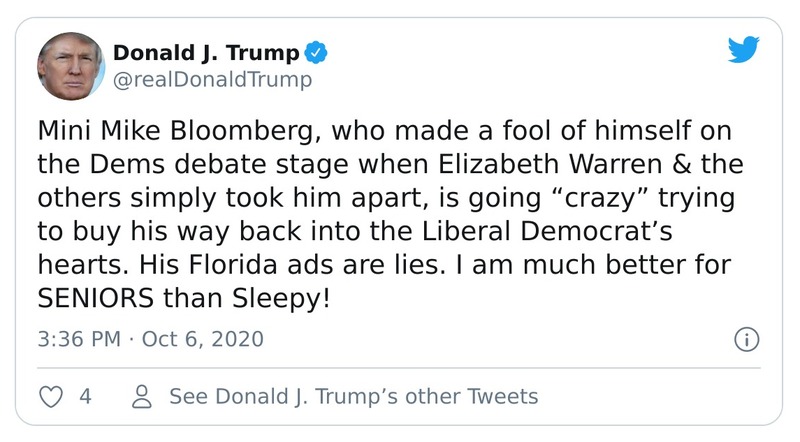 Donald J. Trump
@realDonaldTrump
Mini Mike Bloomberg, who made a fool of himself on
the Dems debate stage when Elizabeth Warren & the
others simply took him apart, is going “crazy” trying
to buy his way back into the Liberal Democrat’s
hearts. His Florida ads are lies. I am much better for
SENIORS than Sleepy!
3:36 PM · Oct 6, 2020
4 See Donald J. Trump’s other Tweets